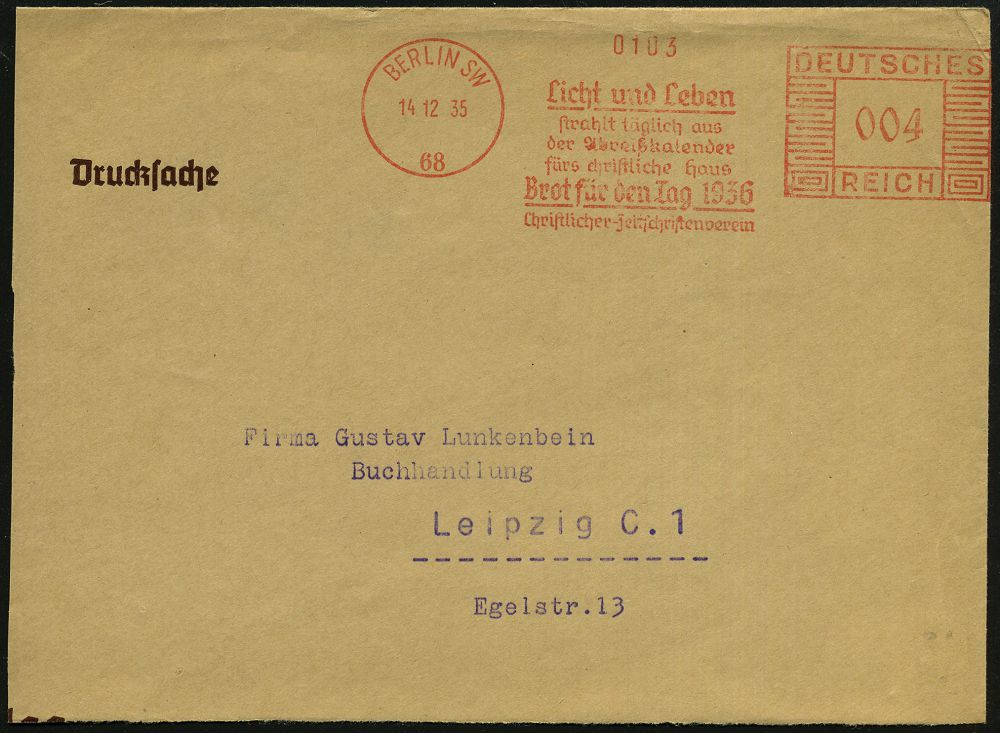 0103
BERLIN SW
14.12.35
68
Licht und Leben
strahlt täglich aus
der Abreißkalender
fürs christliche Haus
Brot für den Tag 1936
Christlicher-Zeitschriftenverein
DEUTSCHES
004
REICH
Drucksache
Firma Gustav Lunkenbein
Buchhandlung
Leipzig C.1
Egelstr.13